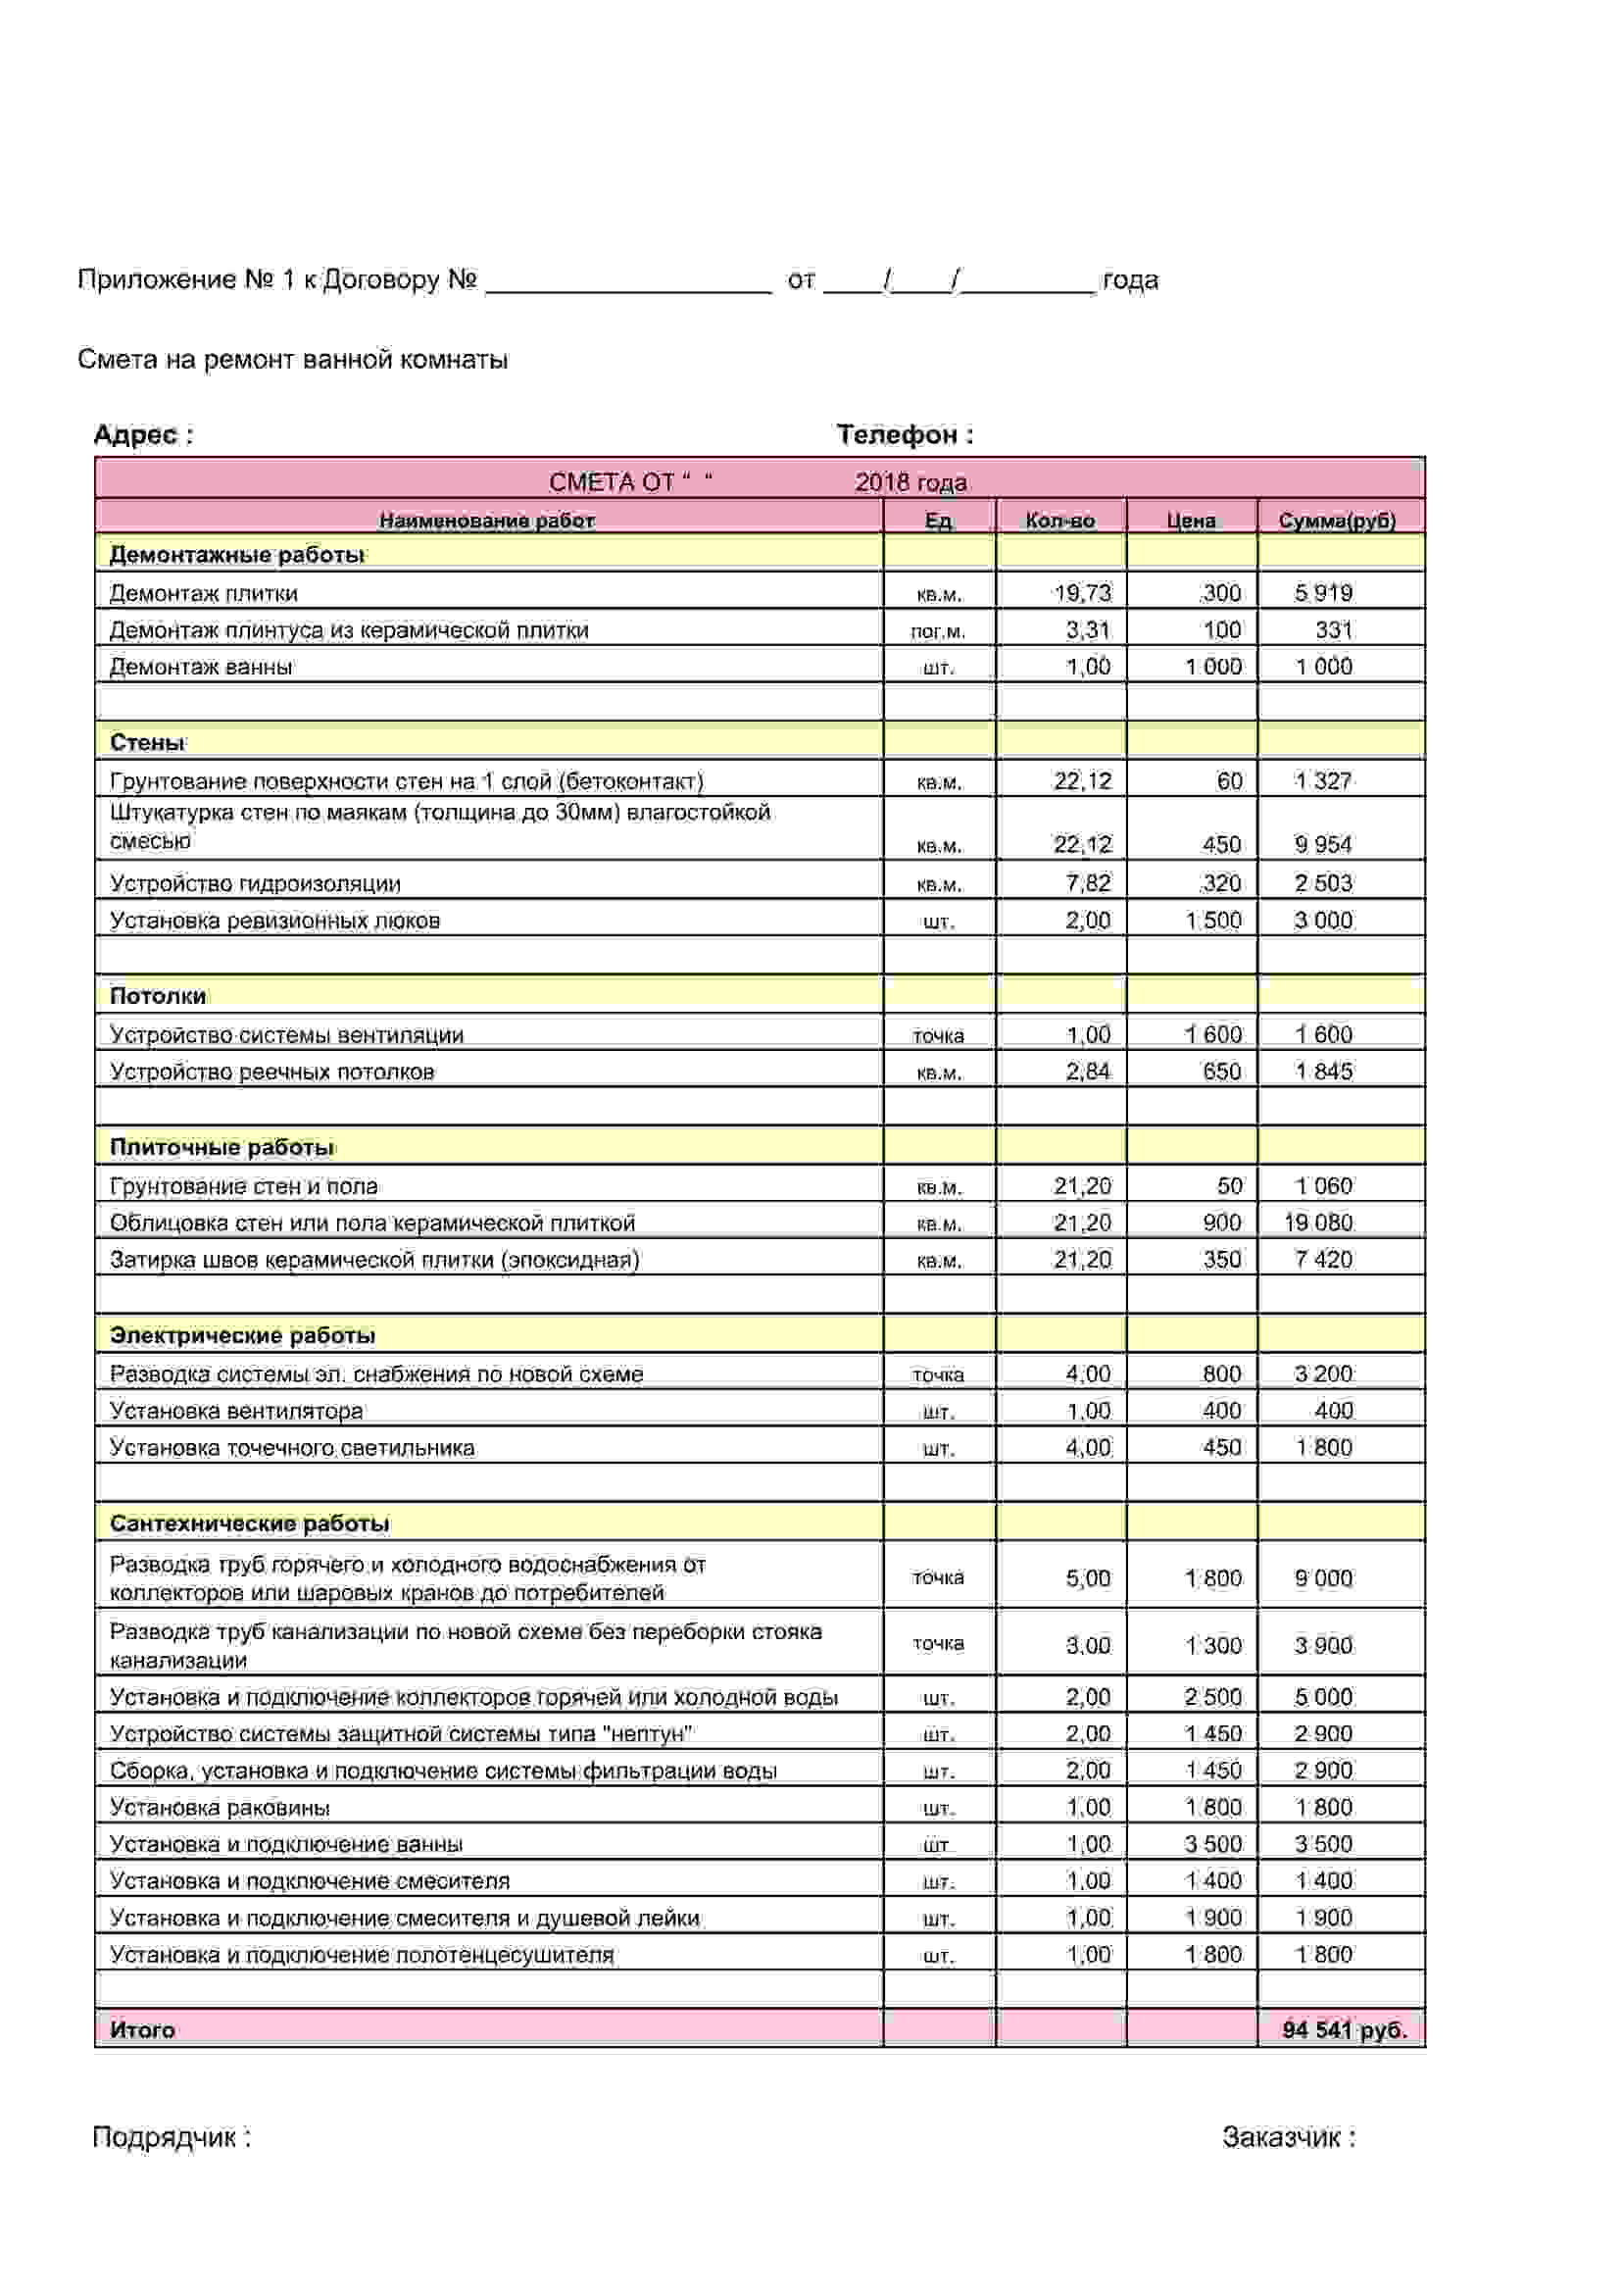 Приложение № 1 к Договору № ___________________ от ____/____/_________ года
Смета на ремонт ванной комнаты
Адрес : Телефон :
СМЕТА ОТ “ “ 2018 года
Наименование работ Ед Кол-во Цена Сумма(руб)
Демонтажные работы
Демонтаж плитки кв.м. 19,73 300 5 919
Демонтаж плинтуса из керамической плитки пог.м. 3,31 100 331
Демонтаж ванны шт. 1,00 1 000 1 000
Стены
Грунтование поверхности стен на 1 слой (бетоконтакт) кв.м. 22,12 60 1 327
Штукатурка стен по маякам (толщина до 30мм) влагостойкой
смесью кв.м. 22,12 450 9 954
Устройство гидроизоляции кв.м. 7,82 320 2 503
Установка ревизионных люков шт. 2,00 1 500 3 000
Потолки
Устройство системы вентиляции точка 1,00 1 600 1 600
Устройство реечных потолков кв.м. 2,84 650 1 845
Плиточные работы
Грунтование стен и пола кв.м. 21,20 50 1 060
Облицовка стен или пола керамической плиткой кв.м. 21,20 900 19 080
Затирка швов керамической плитки (эпоксидная) кв.м. 21,20 350 7 420
Электрические работы
Разводка системы эл. снабжения по новой схеме точка 4,00 800 3 200
Установка вентилятора шт. 1,00 400 400
Установка точечного светильника шт. 4,00 450 1 800
Сантехнические работы
Разводка труб горячего и холодного водоснабжения от
коллекторов или шаровых кранов до потребителей точка 5,00 1 800 9 000
Разводка труб канализации по новой схеме без переборки стояка
канализации точка 3,00 1 300 3 900
Установка и подключение коллекторов горячей или холодной воды шт. 2,00 2 500 5 000
Устройство системы защитной системы типа "нептун" шт. 2,00 1 450 2 900
Сборка, установка и подключение системы фильтрации воды шт. 2,00 1 450 2 900
Установка раковины шт. 1,00 1 800 1 800
Установка и подключение ванны шт 1,00 3 500 3 500
Установка и подключение смесителя шт. 1,00 1 400 1 400
Установка и подключение смесителя и душевой лейки шт. 1,00 1 900 1 900
Установка и подключение полотенцесушителя шт. 1,00 1 800 1 800
Итого 94 541 руб.
Подрядчик : Заказчик :